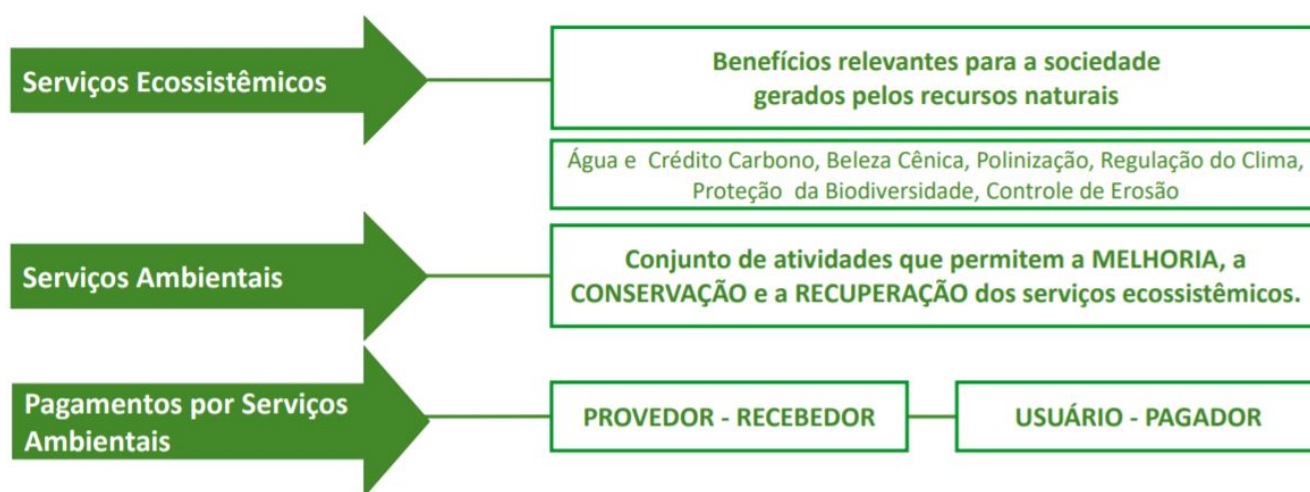 Serviços Ecossistêmicos
Benefícios relevantes para a sociedade
gerados pelos recursos naturais
Água e Crédito Carbono, Beleza Cênica, Polinização, Regulação do Clima,
Proteção da Biodiversidade, Controle de Erosão
Serviços Ambientais
Conjunto de atividades que permitem a MELHORIA, a
CONSERVAÇÃO e a RECUPERAÇÃO dos serviços ecossistêmicos.
Pagamentos por Serviços
Ambientais
PROVEDOR - RECEBEDOR
USUÁRIO - PAGADOR